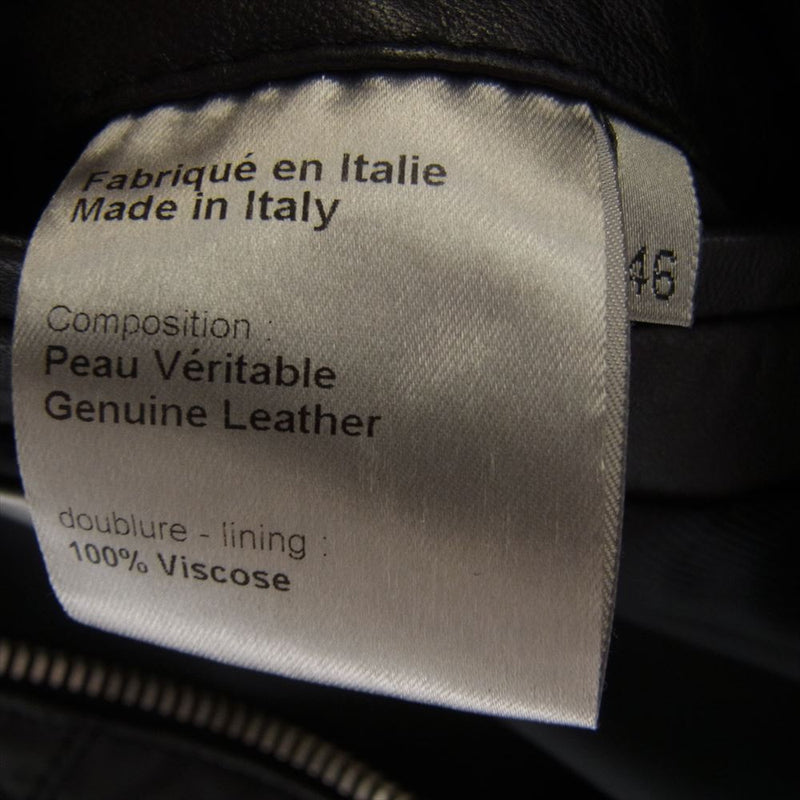 Fabriqué en Italie
Made in Italy
46
Composition :
Peau Véritable
Genuine Leather
doublure - lining :
100% Viscose